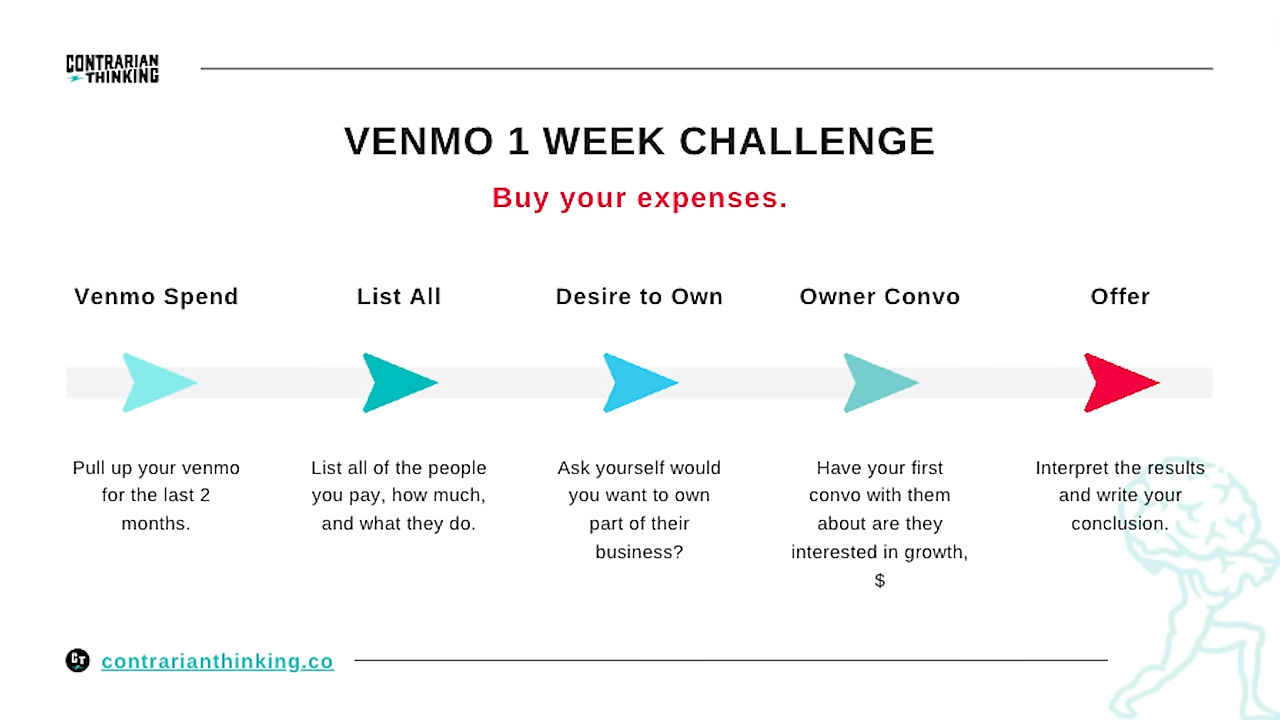 CONTRARIAN
THINKING
VENMO 1 WEEK CHALLENGE
Buy your expenses.
Venmo Spend
Pull up your venmo
for the last 2
months.
List All
List all of the people
you pay, how much,
and what they do.
Desire to Own
Ask yourself would
you want to own
part of their
business?
Owner Convo
Have your first
convo with them
about are they
interested in growth,
$
Offer
Interpret the results
and write your
conclusion.
CT
contrarianthinking.co